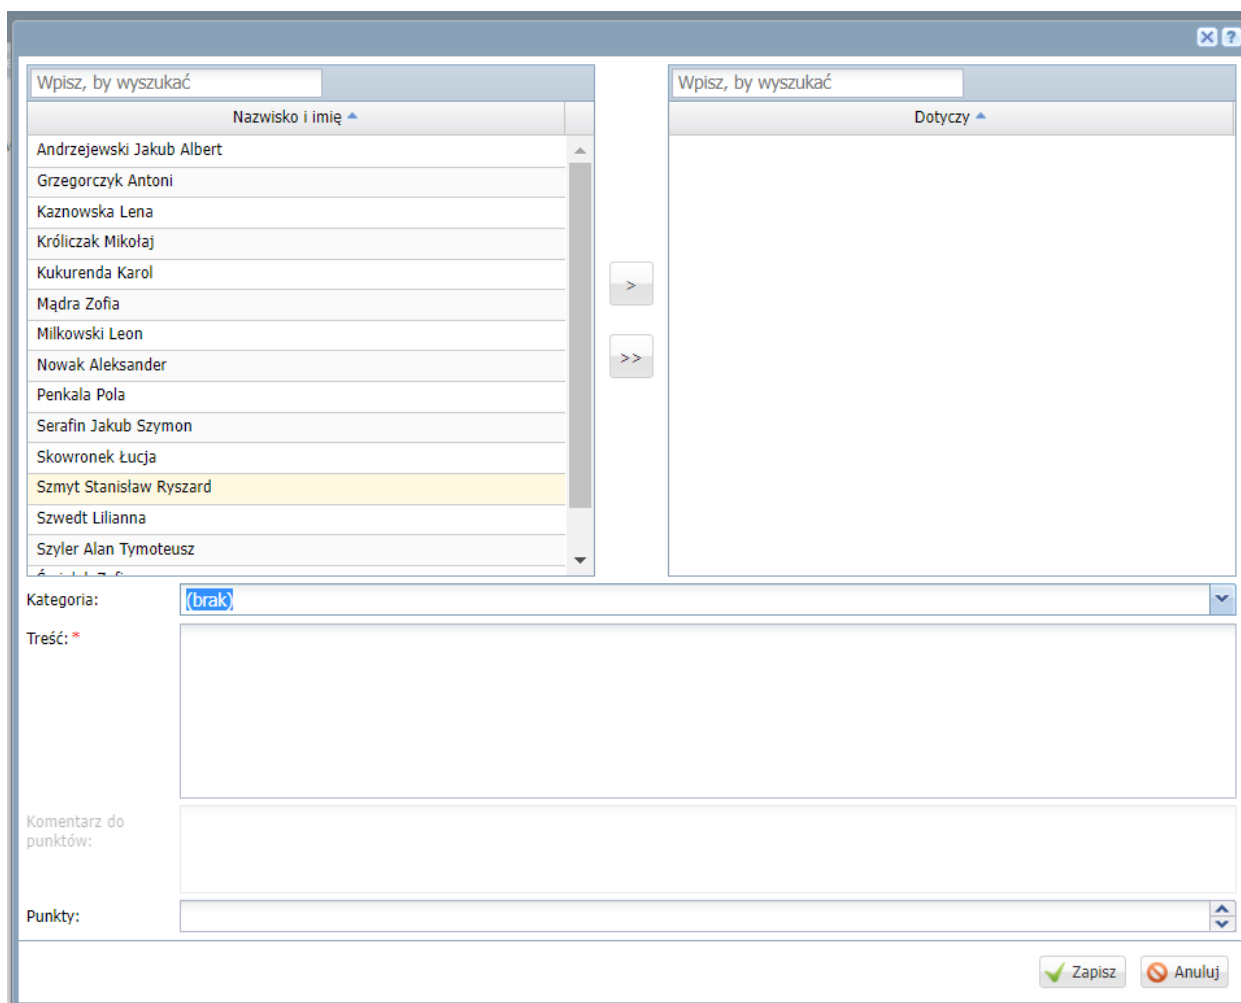 Wpisz, by wyszukać
Nazwisko i imię
Andrzejewski Jakub Albert
Grzegorczyk Antoni
Kaznowska Lena
Króliczak Mikołaj
Kukurenda Karol
Mądra Zofia
Milkowski Leon
Nowak Aleksander
Penkala Pola
Serafin Jakub Szymon
Skowronek Łucja
Szmyt Stanisław Ryszard
Szwedt Lilianna
Szyler Alan Tymoteusz
>
>>
Wpisz, by wyszukać
Dotyczy
Kategoria: (brak)
Treść: *
Komentarz do
punktów:
Punkty:
Zapisz Anuluj